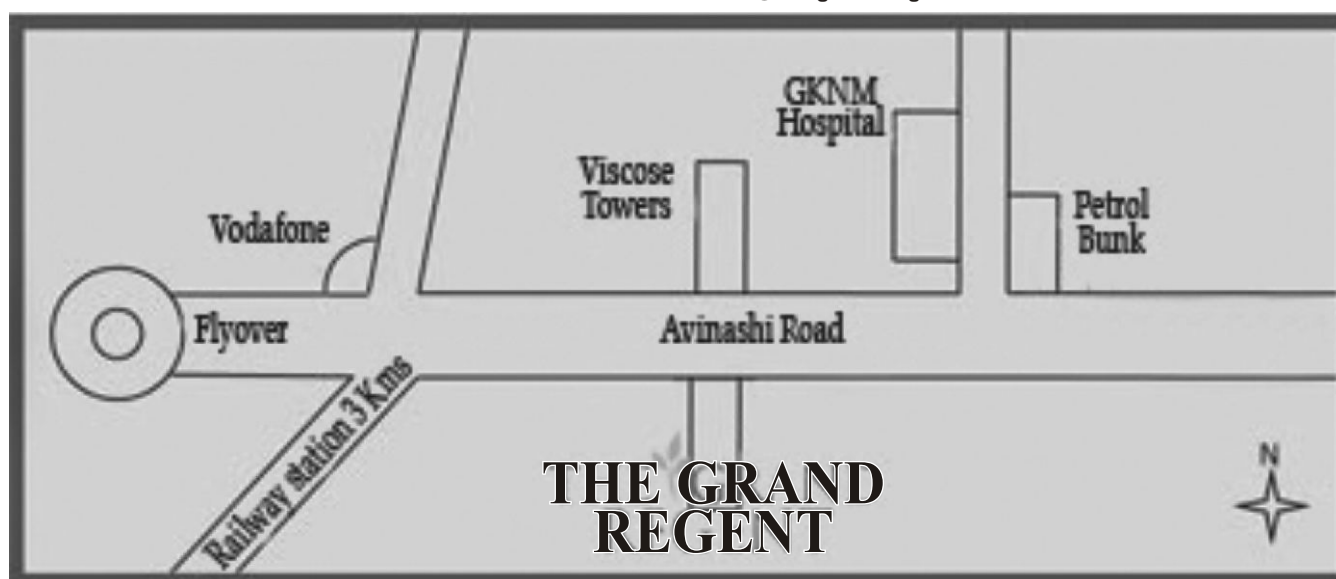 GKNM
Hospital
Viscose
Towers
Petrol
Bunk
Vodafone
Flyover
Avinashi Road
Railway station 3 Kms
THE GRAND
REGENT
N